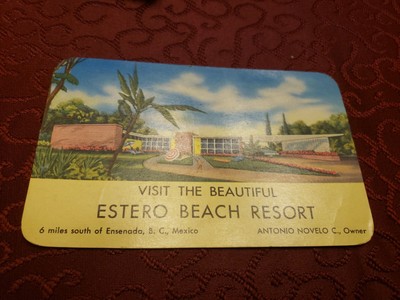 VISIT THE BEAUTIFUL
ESTERO BEACH RESORT
6 miles south of Ensenada, B. C., Mexico ANTONIO NOVELO C., Owner